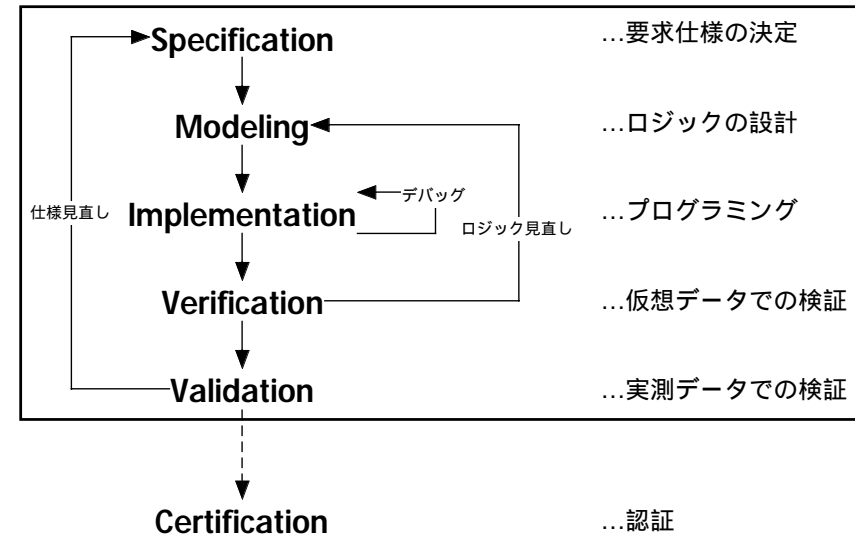 Specification …要求仕様の決定
Modeling …ロジックの設計
デバッグ
仕様見直し Implementation ロジック見直し …プログラミング
Verification …仮想データでの検証
Validation …実測データでの検証
Certification …認証